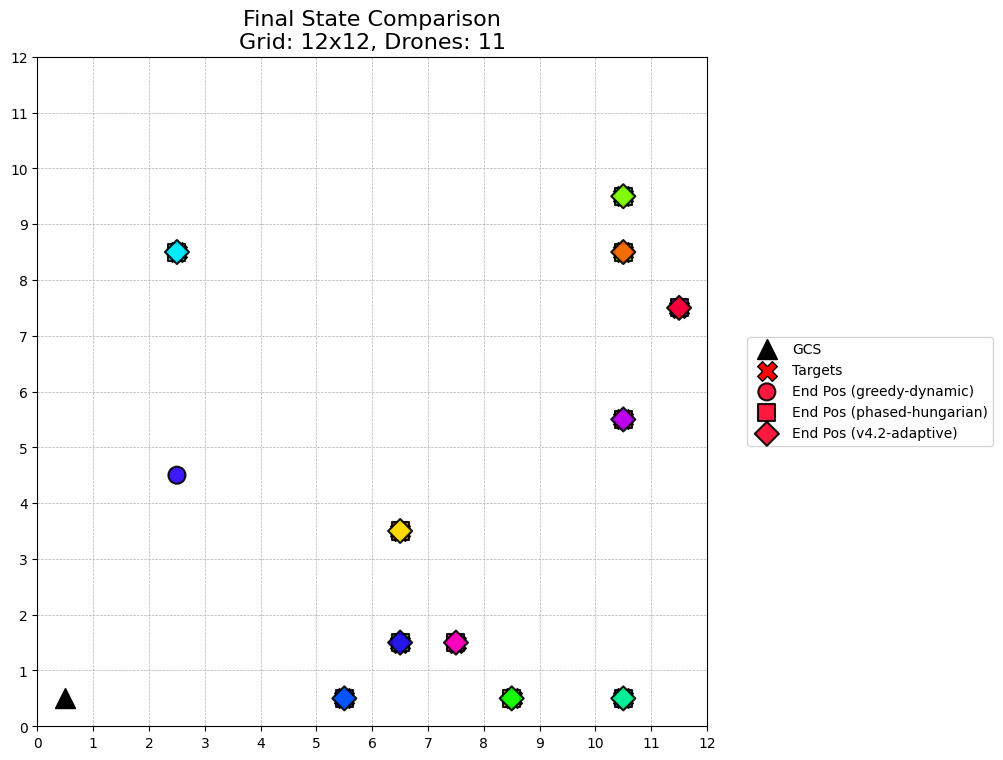 Final State Comparison
Grid: 12x12, Drones: 11
12
11
10
9
8
7
6
5
4
3
2
1
0
0 1 2 3 4 5 6 7 8 9 10 11 12
GCS
Targets
End Pos (greedy-dynamic)
End Pos (phased-hungarian)
End Pos (v4.2-adaptive)